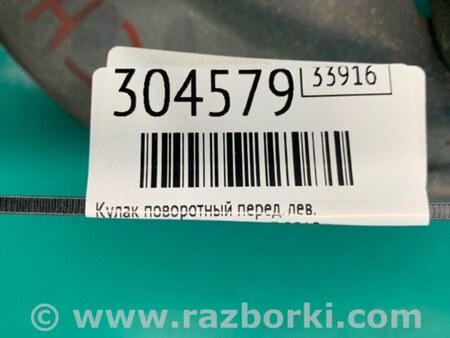 304579
33916
Кулак поворотный перед. лев.
© www.razborki.com